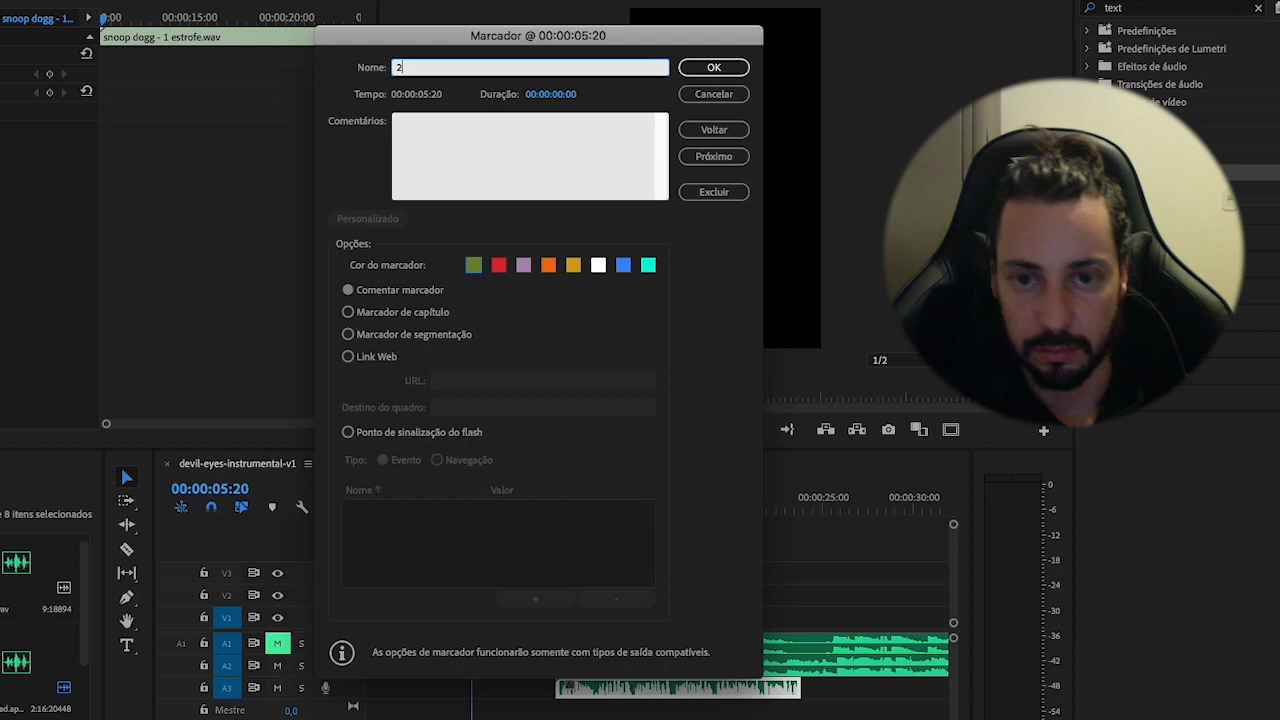 snoop dogg - 1...
:00
00:00:15:00
00:00:20:00
0
snoop dogg - 1 estrofe.wav
Marcador @ 00:00:05:20
Nome:
2
OK
Tempo:
00:00:05:20
Duração:
00:00:00:00
Cancelar
Comentários:
Voltar
Próximo
Excluir
Personalizado
Opções:
Cor do marcador:
Comentar marcador
Marcador de capítulo
Marcador de segmentação
Link Web
URL:
Destino do quadro:
Ponto de sinalização do flash
Tipo:
Evento
Navegação
Nome
Valor
+
-
As opções de marcador funcionarão somente com tipos de saída compatíveis.
text
Predefinições
Predefinições de Lumetri
Efeitos de áudio
Transições de áudio
de vídeo
1/2
e 8 itens selecionados
av
9:18894
ad.ap...
2:16:20448
devil-eyes-instrumental-v1
00:00:05:20
00:00:25:00
00:00:30:00
V3
V2
V1
A1
A1
M
S
A2
M
S
A3
M
S
Mestre
0,0
0
-6
-12
-18
-24
-30
-36
-42
-48
-54